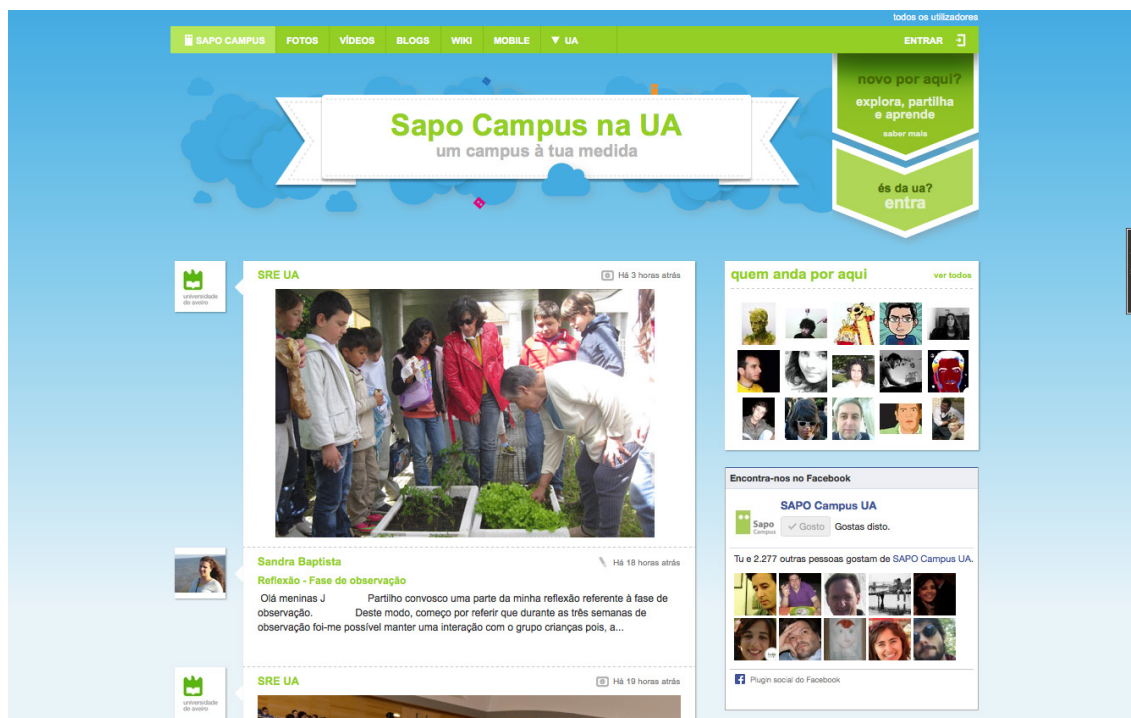 todos os utilizadores
SAPO CAMPUS FOTOS VÍDEOS BLOGS WIKI MOBILE ▼ UA ENTRAR
novo por aqui?
explora, partilha
e aprende
saber mais
Sapo Campus na UA
um campus à tua medida
és da ua?
entra
universidade
de aveiro
SRE UA Há 3 horas atrás
Sandra Baptista Há 18 horas atrás
Reflexão - Fase de observação
Olá meninas J Partilho convosco uma parte da minha reflexão referente à fase de
observação. Deste modo, começo por referir que durante as três semanas de
observação foi-me possível manter uma interação com o grupo crianças pois, a...
universidade
de aveiro
SRE UA Há 19 horas atrás
quem anda por aqui ver todos
Encontra-nos no Facebook
SAPO Campus UA
Sapo
Campus
Gosto Gostas disto.
Tu e 2.277 outras pessoas gostam de SAPO Campus UA.
Plugin social do Facebook